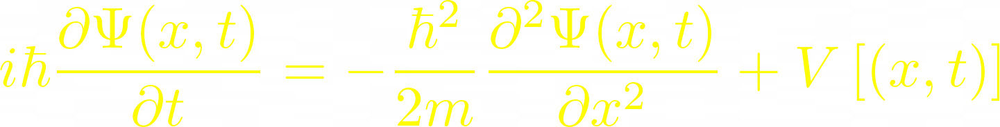 iℏ ∂Ψ(x, t)/∂t = − ℏ²/2m ∂²Ψ(x, t)/∂x² + V [(x, t)]